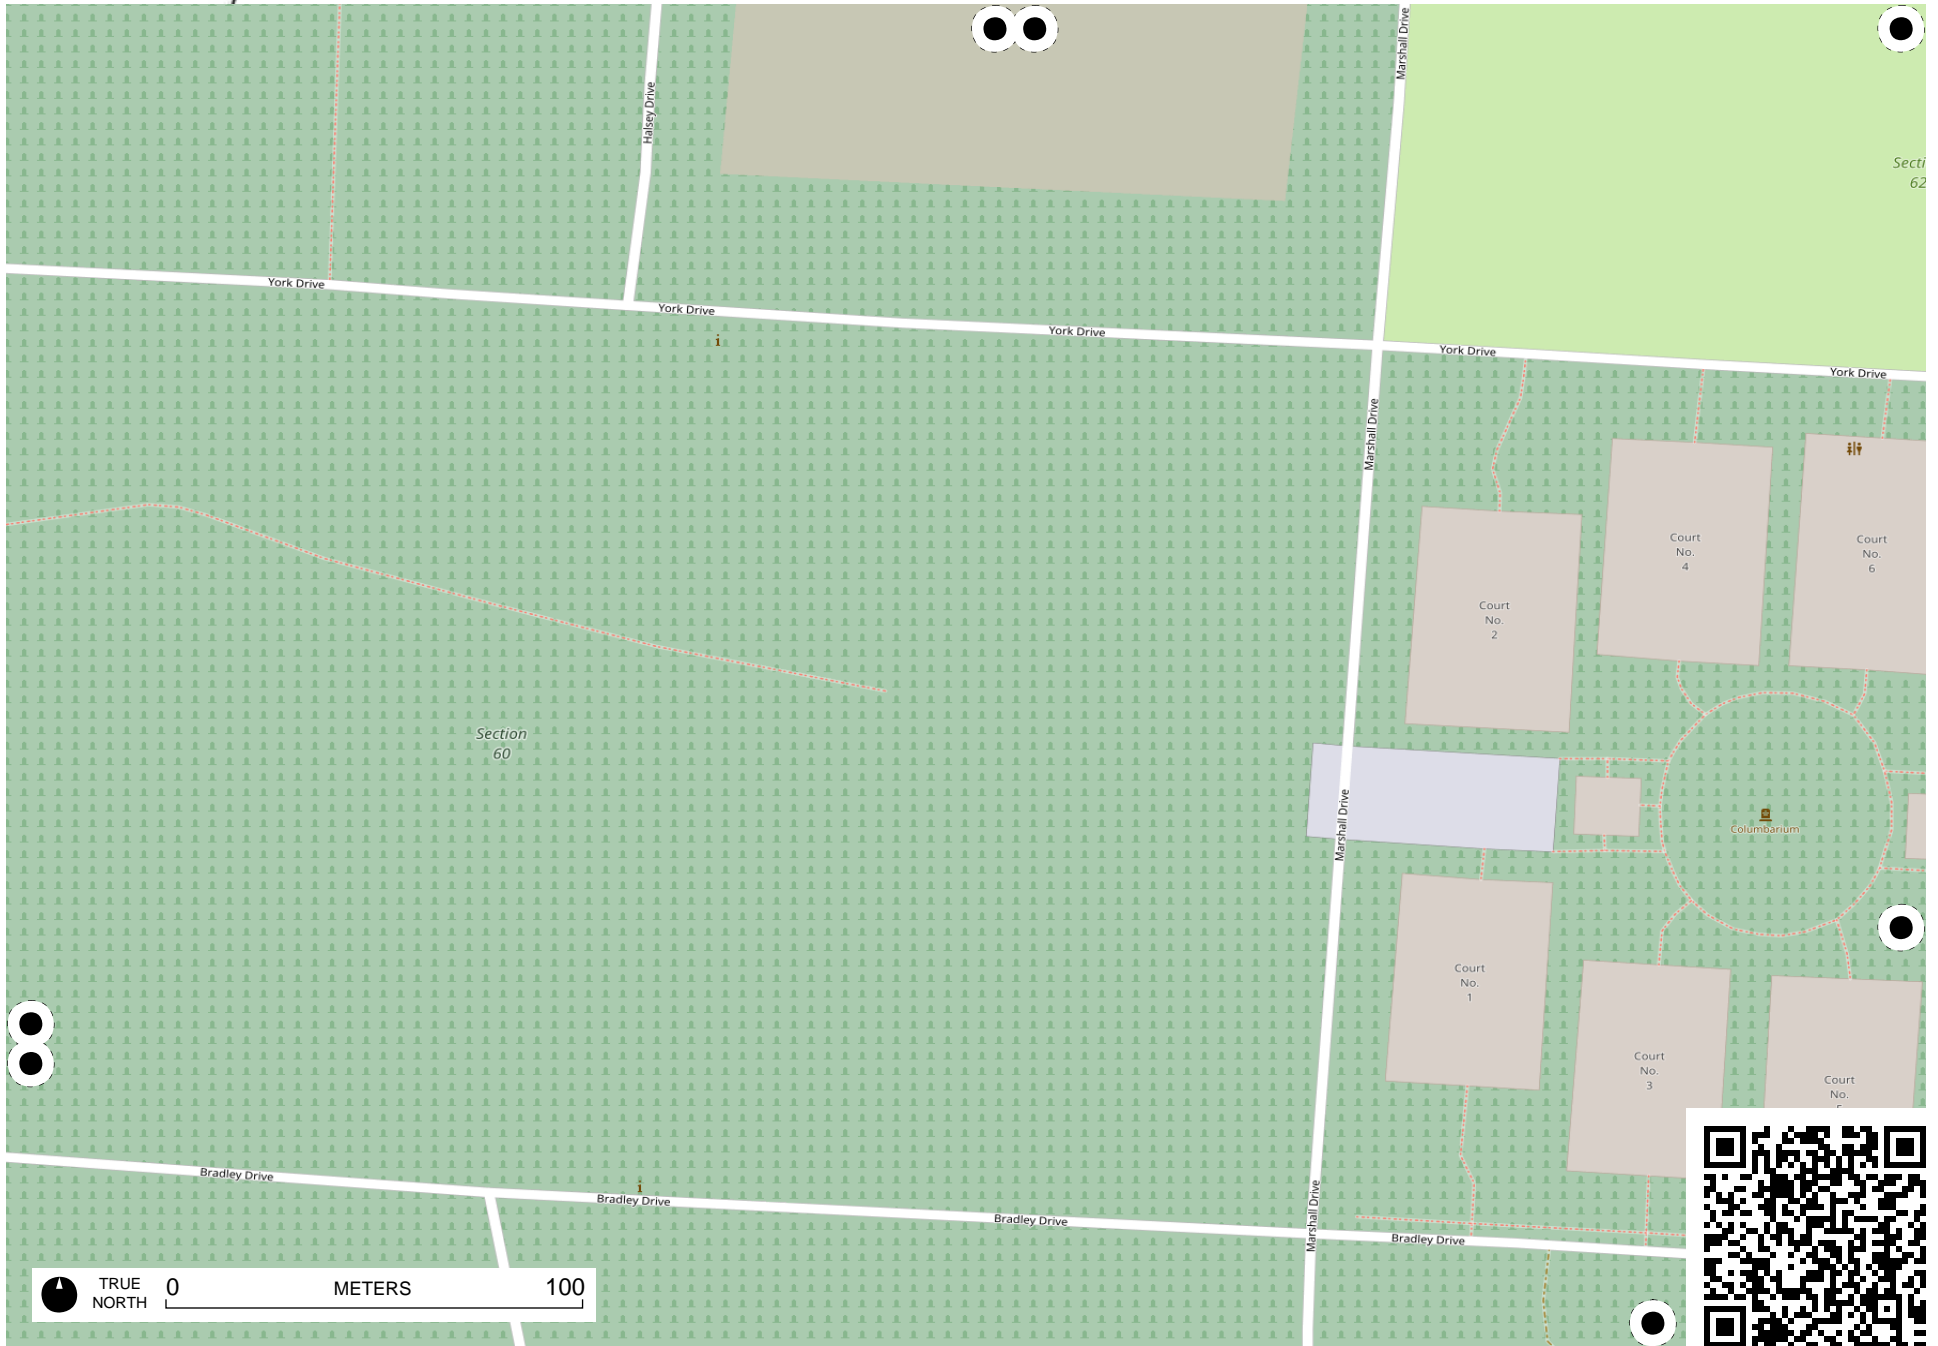 Marshall Drive
Halsey Drive
Secti
62
York Drive
York Drive
York Drive
York Drive
York Drive
i
Marshall Drive
Court
No.
4
Court
No.
6
Court
No.
2
Section
60
Marshall Drive
Columbarium
Court
No.
1
Court
No.
3
Court
No.
Bradley Drive
i
Bradley Drive
Bradley Drive
Marshall Drive
Bradley Drive
TRUE
NORTH
0 METERS 100